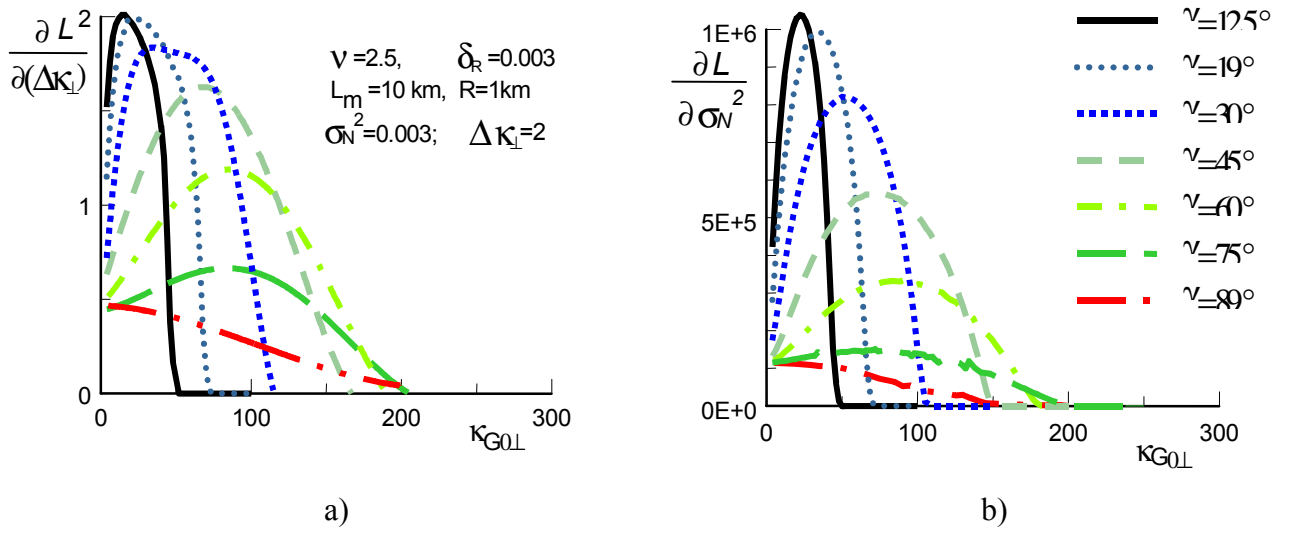 ∂ L²
∂(Δκ⊥)
2
1
0
0
100
200
300
κG0⊥
ν =2.5, δR =0.003
Lm =10 km, R=1km
σN²=0.003; Δ κ⊥=2
a)
∂ L
∂ σN²
1E+6
5E+5
0E+0
0
100
200
300
κG0⊥
b)
γ=12.5°
γ=19°
γ=30°
γ=45°
γ=60°
γ=75°
γ=89°